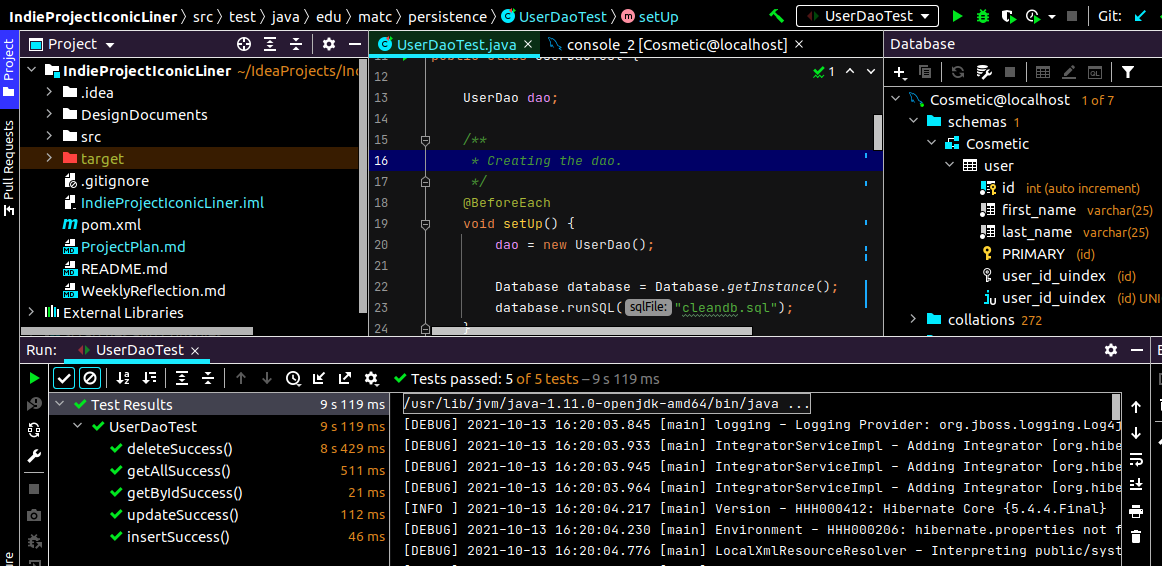 IndieProjectIconicLiner src test java edu matc persistence UserDaoTest setUp UserDaoTest Git:
Project
Pull Requests
Project
IndieProjectIconicLiner ~/IdeaProjects/Inc
.idea
DesignDocuments
src
target
.gitignore
IndieProjectIconicLiner.iml
pom.xml
ProjectPlan.md
README.md
WeeklyReflection.md
External Libraries
UserDaoTest.java console_2 [Cosmetic@localhost]
1
12
13 UserDao dao;
14
15 /**
16 * Creating the dao.
17 */
18 @BeforeEach
19 void setUp() {
20 dao = new UserDao();
21
22 Database database = Database.getInstance();
23 database.runSQL( sqlFile: "cleandb.sql");
24 }
Database
Cosmetic@localhost 1 of 7
schemas 1
Cosmetic
user
id int (auto increment)
first_name varchar(25)
last_name varchar(25)
PRIMARY (id)
user_id_uindex (id)
user_id_uindex (id) UNI
collations 272
Run: UserDaoTest
Tests passed: 5 of 5 tests – 9 s 119 ms
Test Results 9 s 119 ms
UserDaoTest 9 s 119 ms
deleteSuccess() 8 s 429 ms
getAllSuccess() 511 ms
getByIdSuccess() 21 ms
updateSuccess() 112 ms
insertSuccess() 46 ms
/usr/lib/jvm/java-1.11.0-openjdk-amd64/bin/java ...
[DEBUG] 2021-10-13 16:20:03.845 [main] logging - Logging Provider: org.jboss.logging.Log4j
[DEBUG] 2021-10-13 16:20:03.933 [main] IntegratorServiceImpl - Adding Integrator [org.hibe
[DEBUG] 2021-10-13 16:20:03.945 [main] IntegratorServiceImpl - Adding Integrator [org.hibe
[DEBUG] 2021-10-13 16:20:03.964 [main] IntegratorServiceImpl - Adding Integrator [org.hibe
[INFO ] 2021-10-13 16:20:04.217 [main] Version - HHH000412: Hibernate Core {5.4.4.Final}
[DEBUG] 2021-10-13 16:20:04.230 [main] Environment - HHH000206: hibernate.properties not f
[DEBUG] 2021-10-13 16:20:04.776 [main] LocalXmlResourceResolver - Interpreting public/syst